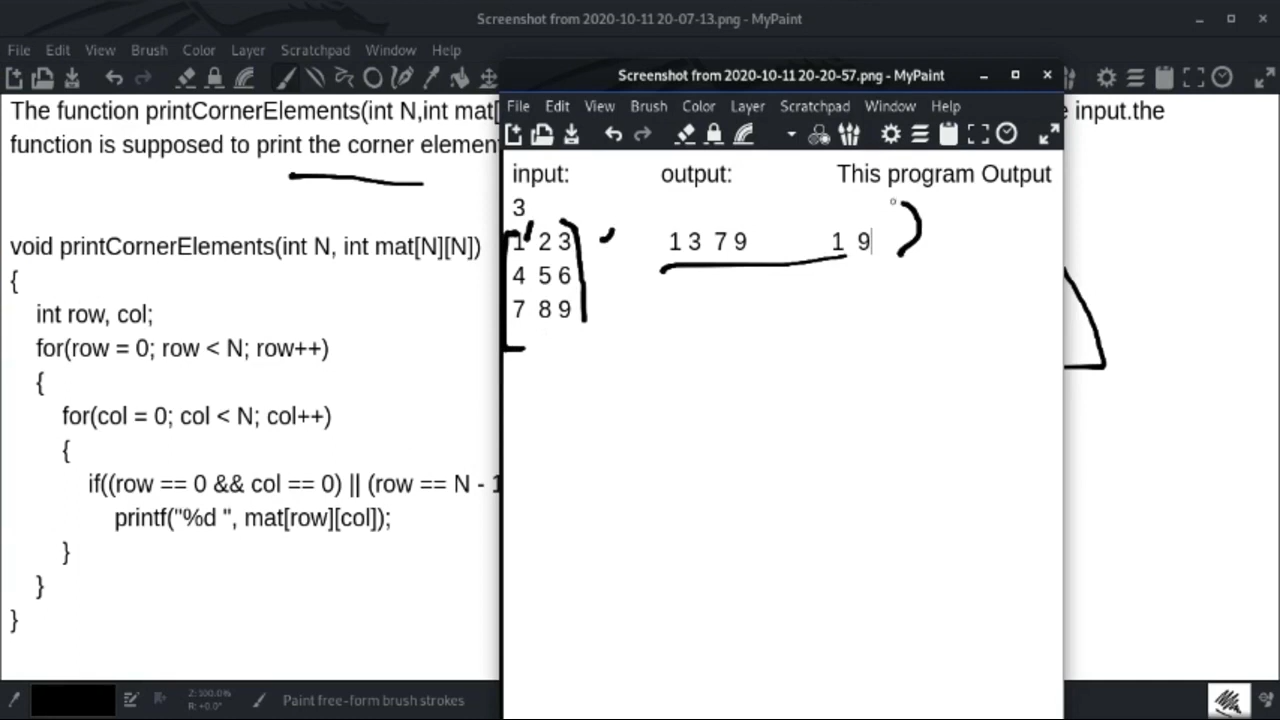 Screenshot from 2020-10-11 20-07-13.png - MyPaint
File Edit View Brush Color Layer Scratchpad Window Help
The function printCornerElements(int N,int mat[
input.the
function is supposed to print the corner elemen
void printCornerElements(int N, int mat[N][N])
{
int row, col;
for(row = 0; row < N; row++)
{
for(col = 0; col < N; col++)
{
if((row == 0 && col == 0) || (row == N - 1
printf("%d ", mat[row][col]);
}
}
}
Screenshot from 2020-10-11 20-20-57.png - MyPaint
File Edit View Brush Color Layer Scratchpad Window Help
input: output: This program Output
3
1 2 3 1 3 7 9 1 9
4 5 6
7 8 9
Z:100.0%
R: +0.0°
Paint free-form brush strokes